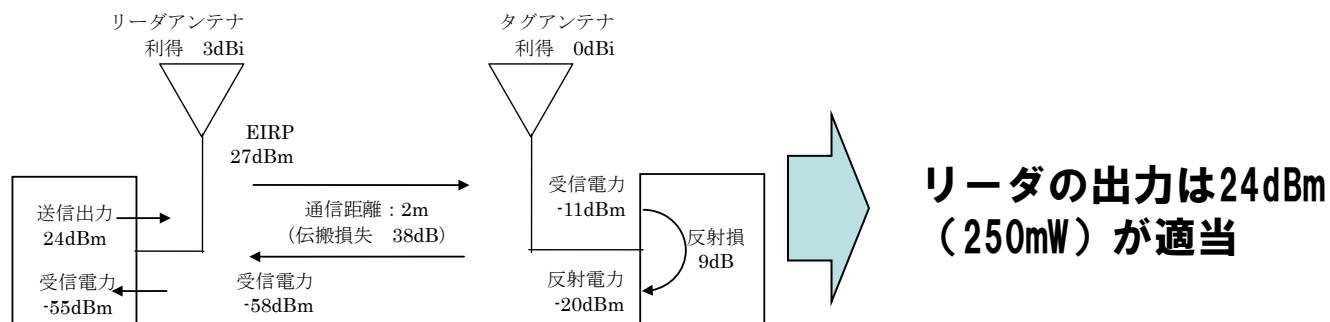 リーダアンテナ
利得　3dBi
タグアンテナ
利得　0dBi
EIRP
27dBm
送信出力
24dBm
受信電力
-55dBm
通信距離：2m
（伝搬損失　38dB）
受信電力
-58dBm
受信電力
-11dBm
反射損
9dB
反射電力
-20dBm
リーダの出力は24dBm
（250mW）が適当